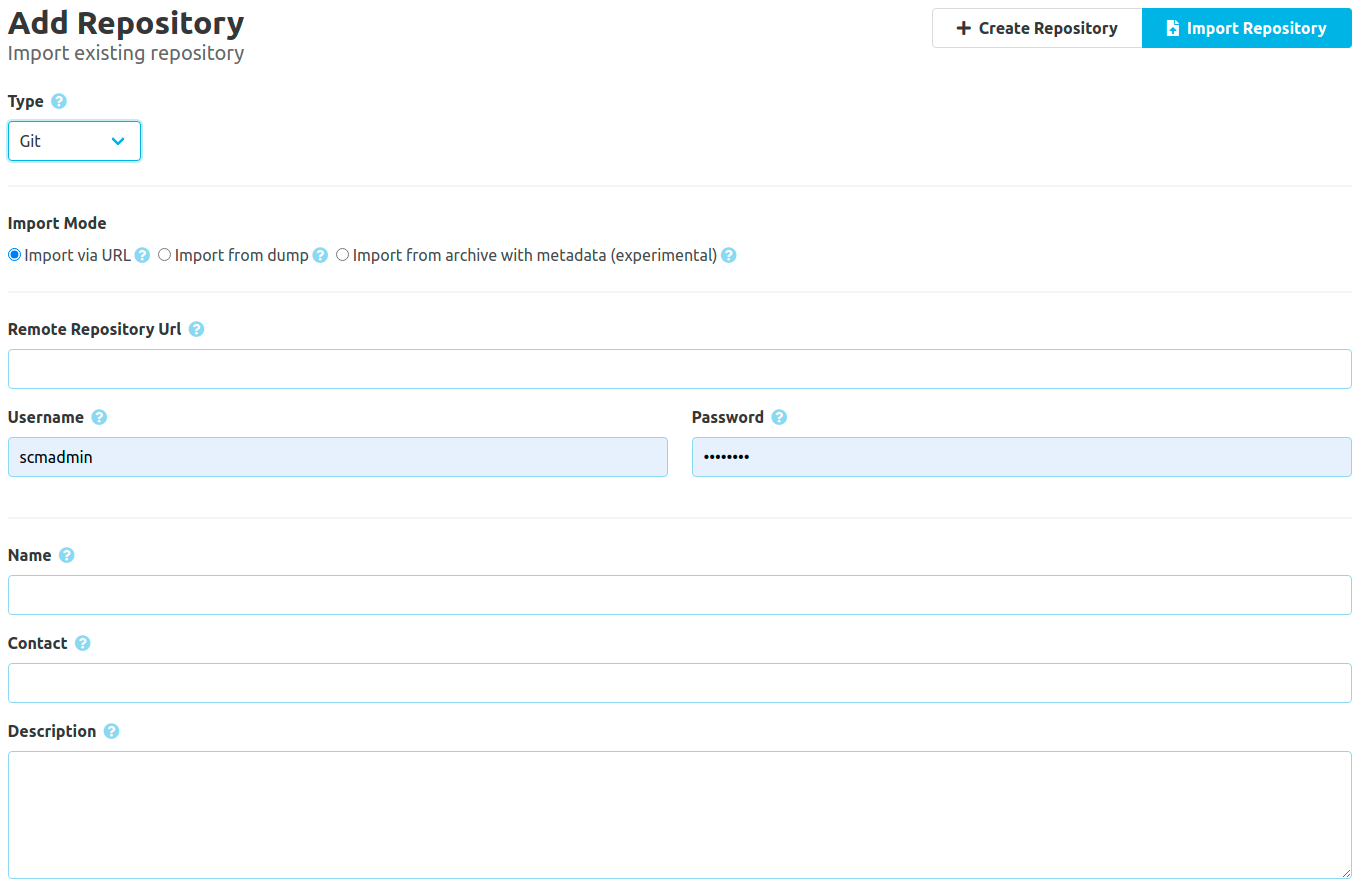 Add Repository
Import existing repository
Create Repository
Import Repository
Type
Git
Import Mode
Import via URL Import from dump Import from archive with metadata (experimental)
Remote Repository Url
Username
Password
scmadmin
••••••••
Name
Contact
Description